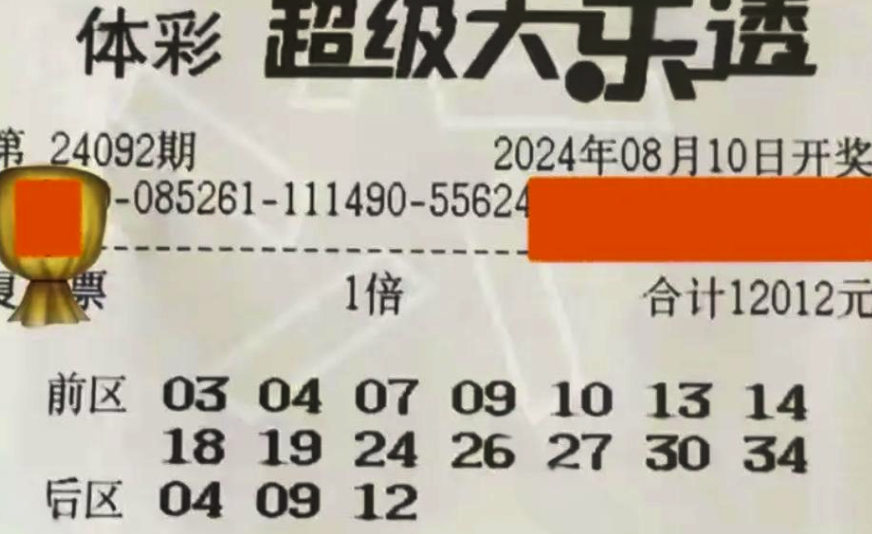 体彩 超级大乐透
第 24092期 2024年08月10日开奖
-085261-111490-55624
票 1倍 合计12012元
前区 03 04 07 09 10 13 14
18 19 24 26 27 30 34
后区 04 09 12